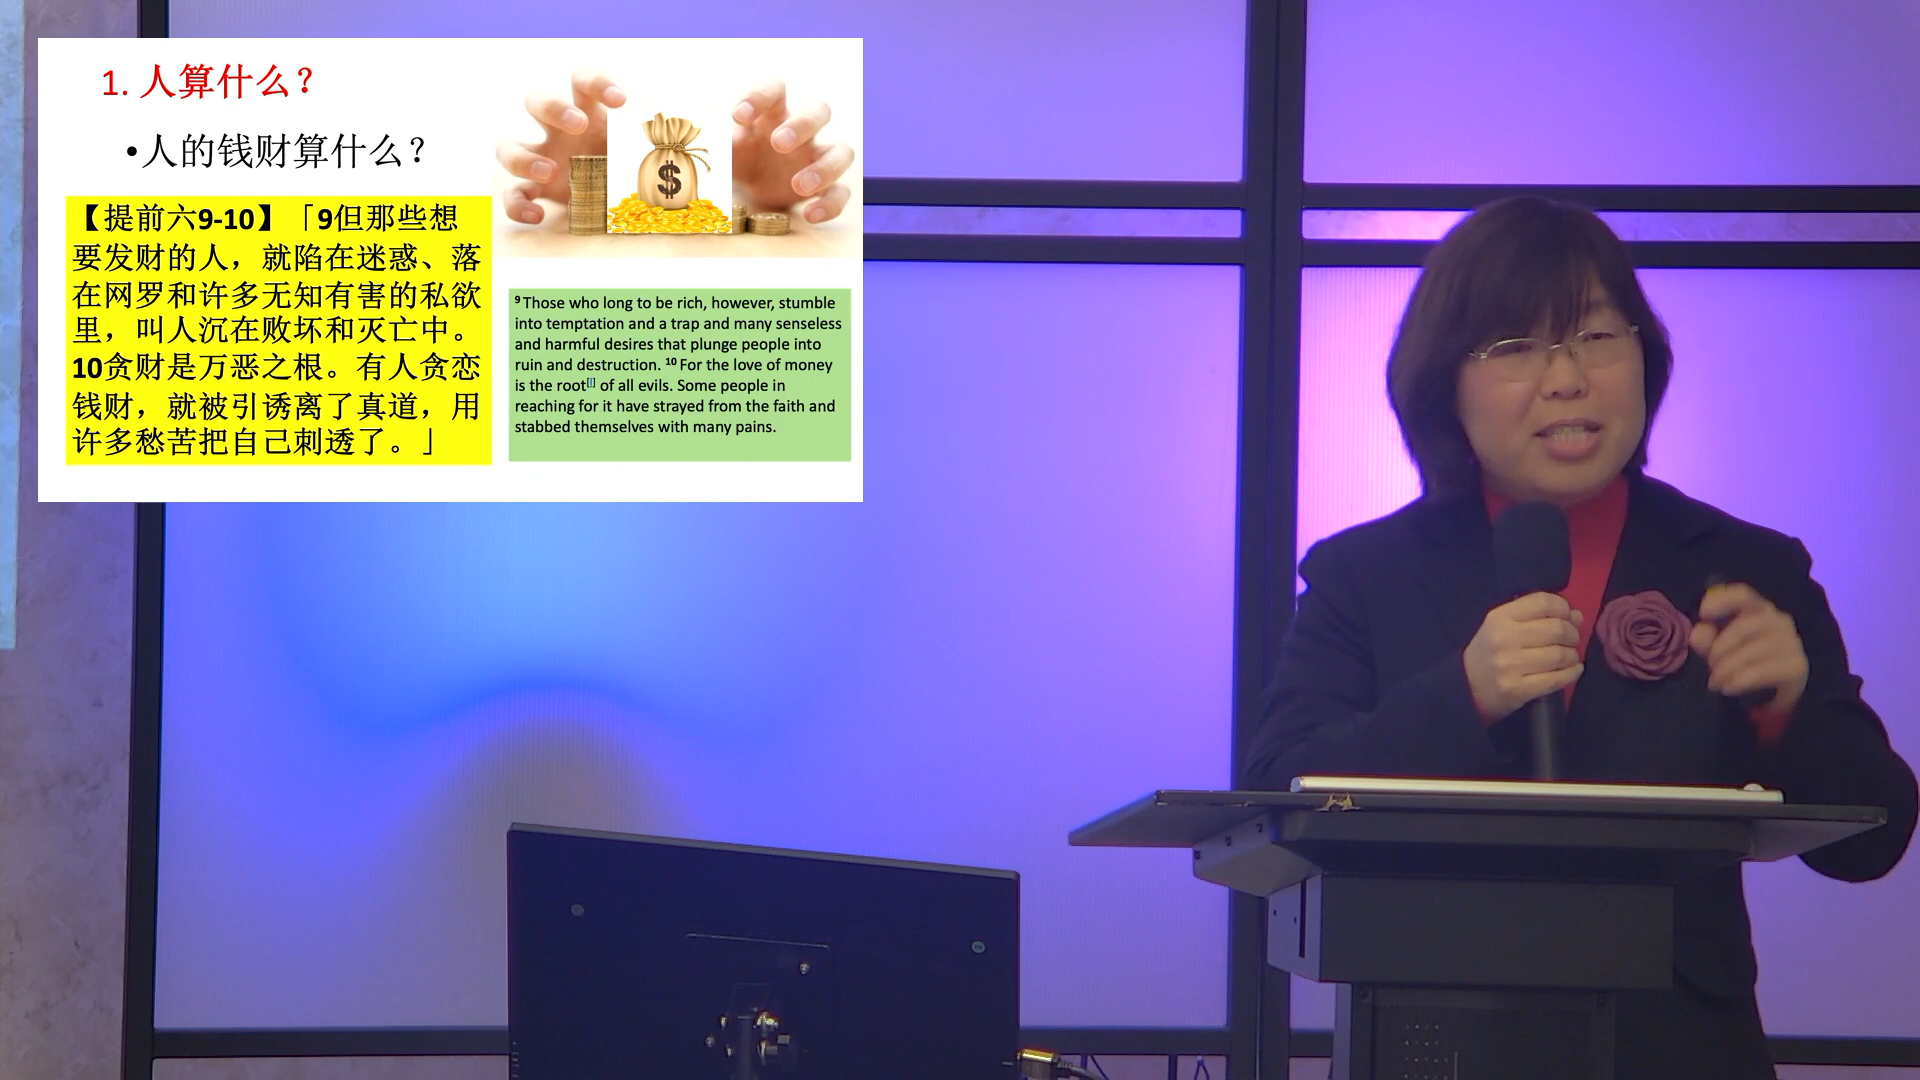 1. 人算什么？
•人的钱财算什么？
$
【提前六9-10】「9但那些想
要发财的人，就陷在迷惑、落
在网罗和许多无知有害的私欲
里，叫人沉在败坏和灭亡中。
10贪财是万恶之根。有人贪恋
钱财，就被引诱离了真道，用
许多愁苦把自己刺透了。」
9 Those who long to be rich, however, stumble
into temptation and a trap and many senseless
and harmful desires that plunge people into
ruin and destruction. 10 For the love of money
is the root[l] of all evils. Some people in
reaching for it have strayed from the faith and
stabbed themselves with many pains.